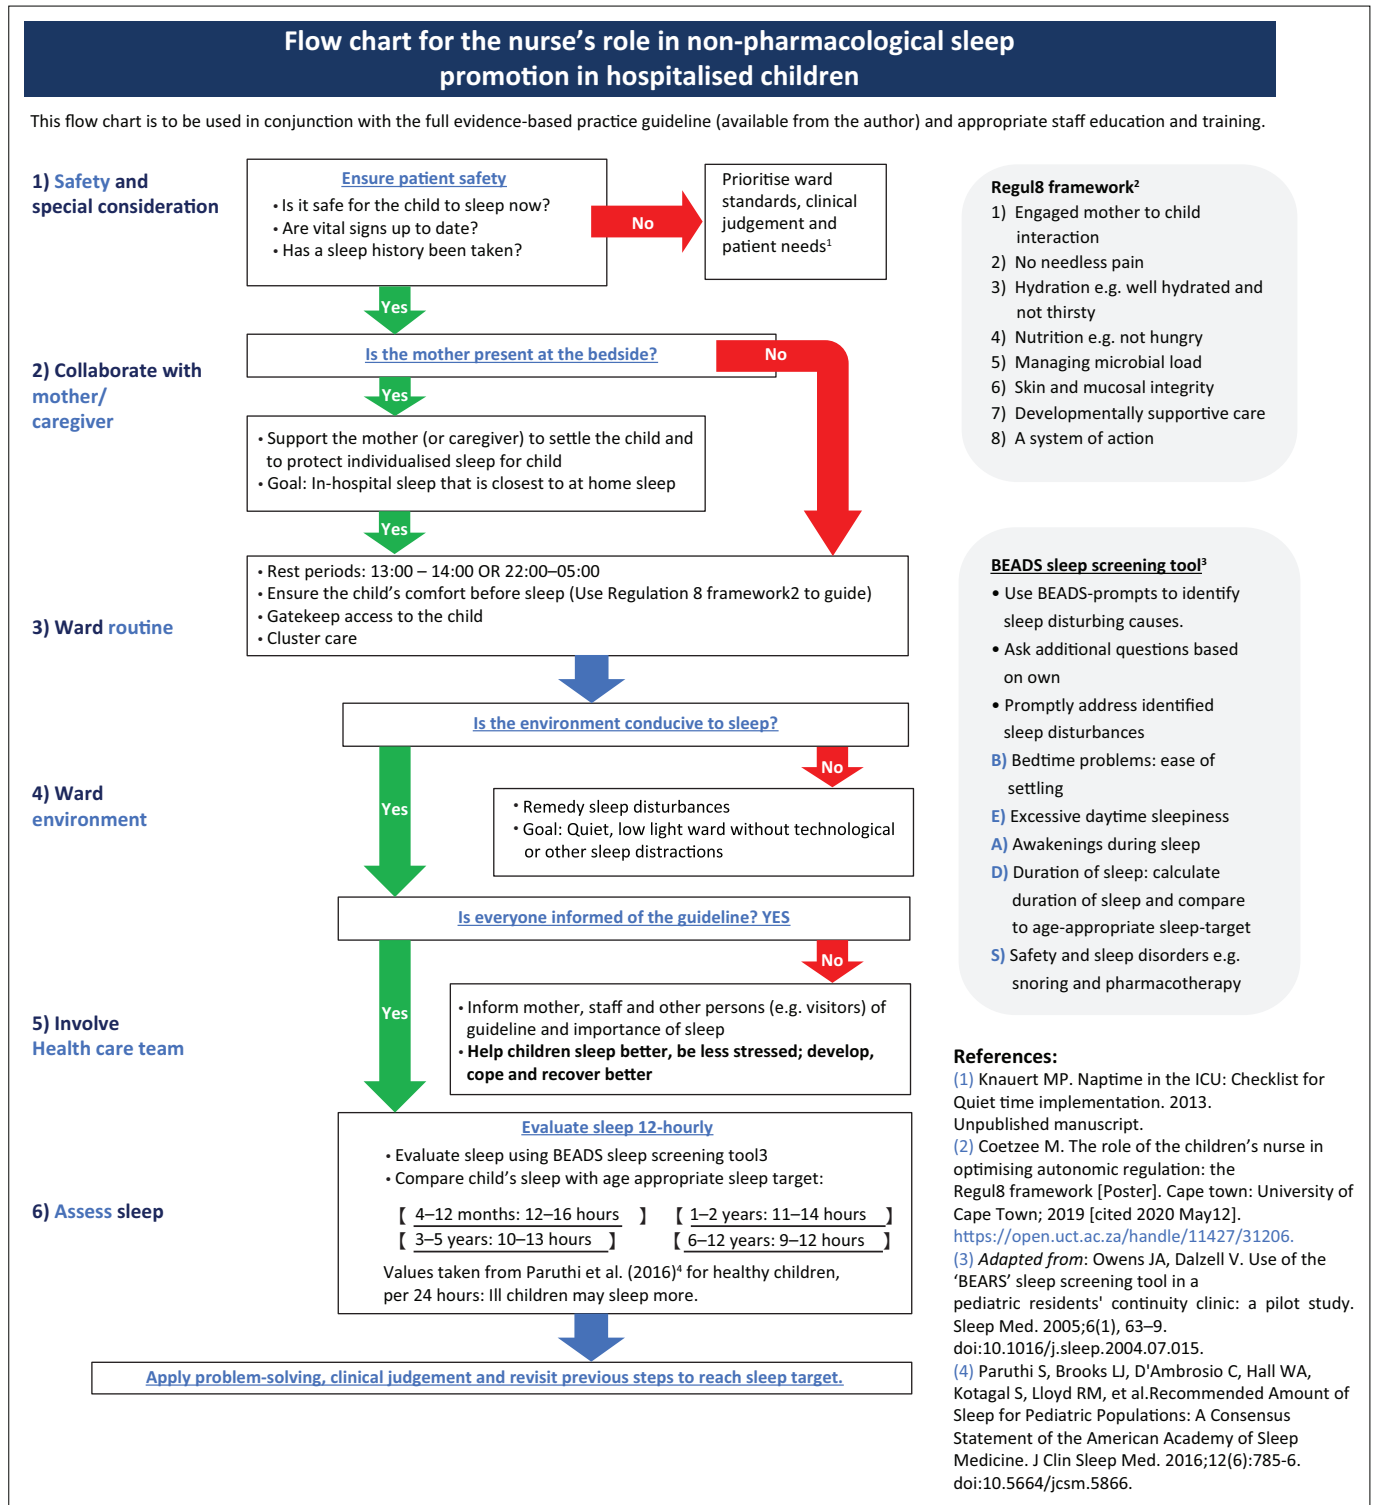 Flow chart for the nurse's role in non-pharmacological sleep
promotion in hospitalised children
This flow chart is to be used in conjunction with the full evidence-based practice guideline (available from the author) and appropriate staff education and training.
1) Safety and
special consideration
Ensure patient safety
• Is it safe for the child to sleep now?
• Are vital signs up to date?
• Has a sleep history been taken?
No
Prioritise ward
standards, clinical
judgement and
patient needs¹
Yes
2) Collaborate with
mother/
caregiver
Is the mother present at the bedside?
No
Yes
• Support the mother (or caregiver) to settle the child and
to protect individualised sleep for child
• Goal: In-hospital sleep that is closest to at home sleep
Yes
3) Ward routine
• Rest periods: 13:00 – 14:00 OR 22:00–05:00
• Ensure the child's comfort before sleep (Use Regulation 8 framework2 to guide)
• Gatekeep access to the child
• Cluster care
4) Ward
environment
Is the environment conducive to sleep?
Yes
No
• Remedy sleep disturbances
• Goal: Quiet, low light ward without technological
or other sleep distractions
Is everyone informed of the guideline? YES
5) Involve
Health care team
Yes
No
• Inform mother, staff and other persons (e.g. visitors) of
guideline and importance of sleep
• Help children sleep better, be less stressed; develop,
cope and recover better
6) Assess sleep
Evaluate sleep 12-hourly
• Evaluate sleep using BEADS sleep screening tool3
• Compare child's sleep with age appropriate sleep target:
【 4–12 months: 12–16 hours 】 【 1–2 years: 11–14 hours 】
【 3–5 years: 10–13 hours 】 【 6–12 years: 9–12 hours 】
Values taken from Paruthi et al. (2016)⁴ for healthy children,
per 24 hours: Ill children may sleep more.
Apply problem-solving, clinical judgement and revisit previous steps to reach sleep target.
Regul8 framework²
1) Engaged mother to child
interaction
2) No needless pain
3) Hydration e.g. well hydrated and
not thirsty
4) Nutrition e.g. not hungry
5) Managing microbial load
6) Skin and mucosal integrity
7) Developmentally supportive care
8) A system of action
BEADS sleep screening tool³
• Use BEADS-prompts to identify
sleep disturbing causes.
• Ask additional questions based
on own
• Promptly address identified
sleep disturbances
B) Bedtime problems: ease of
settling
E) Excessive daytime sleepiness
A) Awakenings during sleep
D) Duration of sleep: calculate
duration of sleep and compare
to age-appropriate sleep-target
S) Safety and sleep disorders e.g.
snoring and pharmacotherapy
References:
(1) Knauert MP. Naptime in the ICU: Checklist for
Quiet time implementation. 2013.
Unpublished manuscript.
(2) Coetzee M. The role of the children's nurse in
optimising autonomic regulation: the
Regul8 framework [Poster]. Cape town: University of
Cape Town; 2019 [cited 2020 May12].
https://open.uct.ac.za/handle/11427/31206.
(3) Adapted from: Owens JA, Dalzell V. Use of the
‘BEARS’ sleep screening tool in a
pediatric residents' continuity clinic: a pilot study.
Sleep Med. 2005;6(1), 63–9.
doi:10.1016/j.sleep.2004.07.015.
(4) Paruthi S, Brooks LJ, D'Ambrosio C, Hall WA,
Kotagal S, Lloyd RM, et al.Recommended Amount of
Sleep for Pediatric Populations: A Consensus
Statement of the American Academy of Sleep
Medicine. J Clin Sleep Med. 2016;12(6):785-6.
doi:10.5664/jcsm.5866.